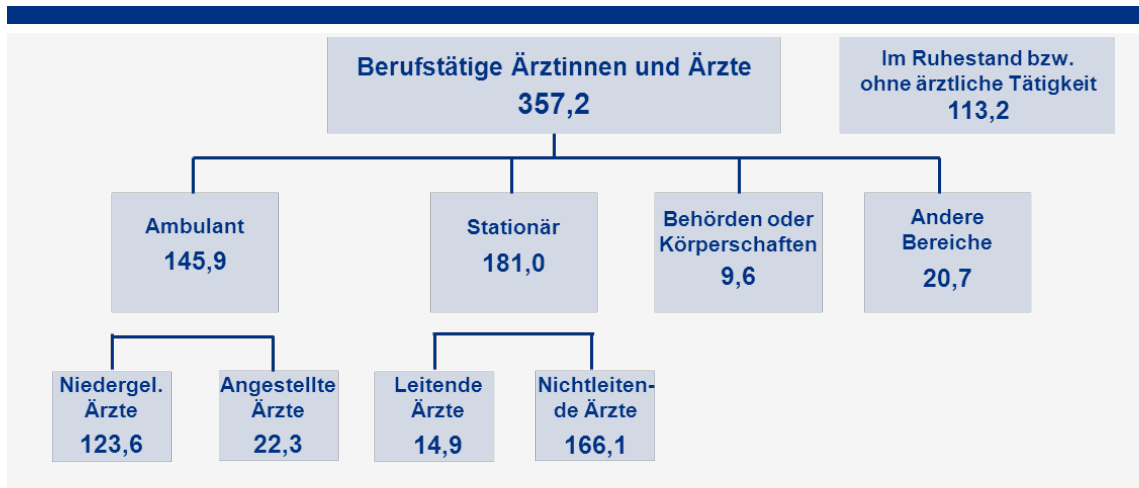 Berufstätige Ärztinnen und Ärzte
357,2
Im Ruhestand bzw.
ohne ärztliche Tätigkeit
113,2
Ambulant
145,9
Stationär
181,0
Behörden oder
Körperschaften
9,6
Andere
Bereiche
20,7
Niedergel.
Ärzte
123,6
Angestellte
Ärzte
22,3
Leitende
Ärzte
14,9
Nichtleiten-
de Ärzte
166,1